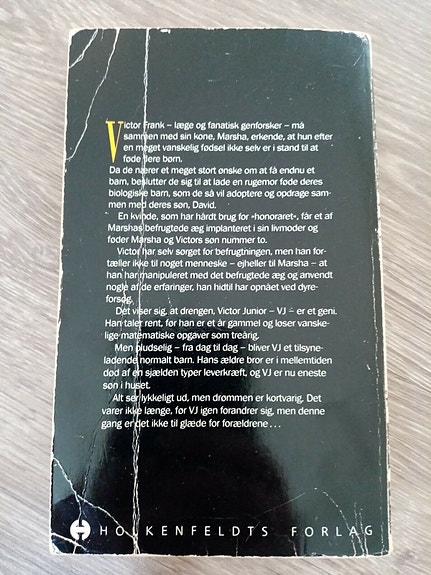 Victor Frank – læge og fanatisk genforsker – må
sammen med sin kone, Marsha, erkende, at hun efter
en meget vanskelig fødsel ikke selv er i stand til at
føde flere børn.
Da de nærer et meget stort ønske om at få endnu et
barn, beslutter de sig til at lade en rugemor føde deres
biologiske barn, som de så vil adoptere og opdrage sam-
men med deres søn, David.
En kvinde, som har hårdt brug for »honoraret«, får et af
Marshas befrugtede æg implanteret i sin livmoder og
føder Marsha og Victors søn nummer to.
Victor har selv sørget for befrugtningen, men han for-
tæller ikke til noget menneske – ejheller til Marsha – at
han har manipuleret med det befrugtede æg og anvendt
nogle af de erfaringer, han hidtil har opnået ved dyre-
forsøg.
Det viser sig, at drengen, Victor Junior – VJ – er et geni.
Han taler rent, før han er et år gammel og løser vanske-
lige matematiske opgaver som treårig.
Men pludselig – fra dag til dag – bliver VJ et tilsyne-
ladende normalt barn. Hans ældre bror er i mellemtiden
død af en sjælden typer leverkræft, og VJ er nu eneste
søn i huset.
Alt ser lykkeligt ud, men drømmen er kortvarig. Det
varer ikke længe, før VJ igen forandrer sig, men denne
gang er det ikke til glæde for forældrene . . .
HOLKENFELDTS FORLAG